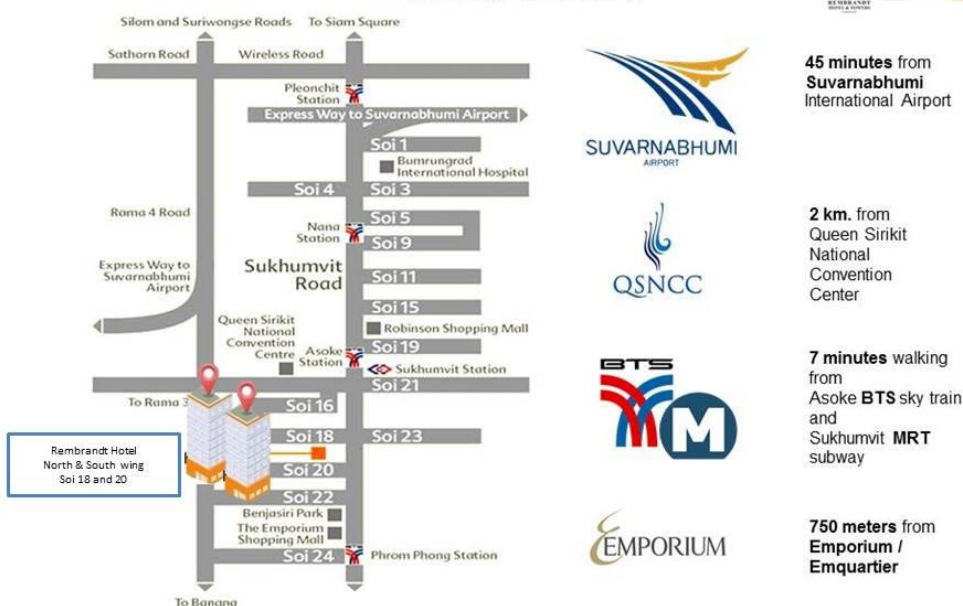 REMBRANDT
HOTEL & TOWERS
Silom and Suriwongse Roads
To Siam Square
Sathorn Road
Wireless Road
Pleonchit
Station
Express Way to Suvarnabhumi Airport
Soi 1
Bumrungrad
International Hospital
Soi 4
Soi 3
Rama 4 Road
Soi 5
Nana
Station
Soi 9
Express Way to
Suvarnabhumi
Airport
Sukhumvit
Road
Soi 11
Soi 15
Queen Sirikit
National
Convention
Centre
Robinson Shopping Mall
Asoke
Station
Soi 19
Sukhumvit Station
Soi 21
To Rama 3
Soi 16
Soi 18
Soi 23
Rembrandt Hotel
North & South wing
Soi 18 and 20
Soi 20
Soi 22
Benjasiri Park
The Emporium
Shopping Mall
Soi 24
Phrom Phong Station
To Banana
SUVARNABHUMI
AIRPORT
45 minutes from
Suvarnabhumi
International Airport
QSNCC
2 km. from
Queen Sirikit
National
Convention
Center
BTS
M
7 minutes walking
from
Asoke BTS sky train
and
Sukhumvit MRT
subway
EMPORIUM
750 meters from
Emporium /
Emquartier